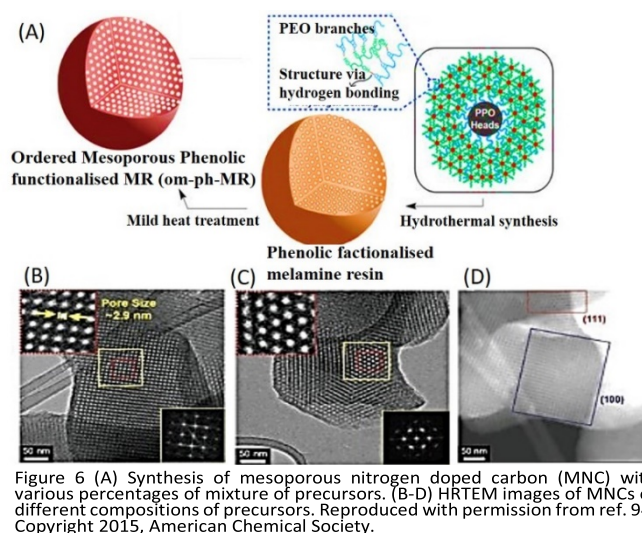 (A)
PEO branches
Structure via
hydrogen bonding
PPO
Heads
Ordered Mesoporous Phenolic
functionalised MR (om-ph-MR)
Mild heat treatment
Hydrothermal synthesis
Phenolic factionalised
melamine resin
(B)
Pore Size
~2.9 nm
50 nm
(C)
50 nm
(D)
(111)
(100)
50 nm
Figure 6 (A) Synthesis of mesoporous nitrogen doped carbon (MNC) wit
various percentages of mixture of precursors. (B-D) HRTEM images of MNCs
different compositions of precursors. Reproduced with permission from ref.
Copyright 2015, American Chemical Society.